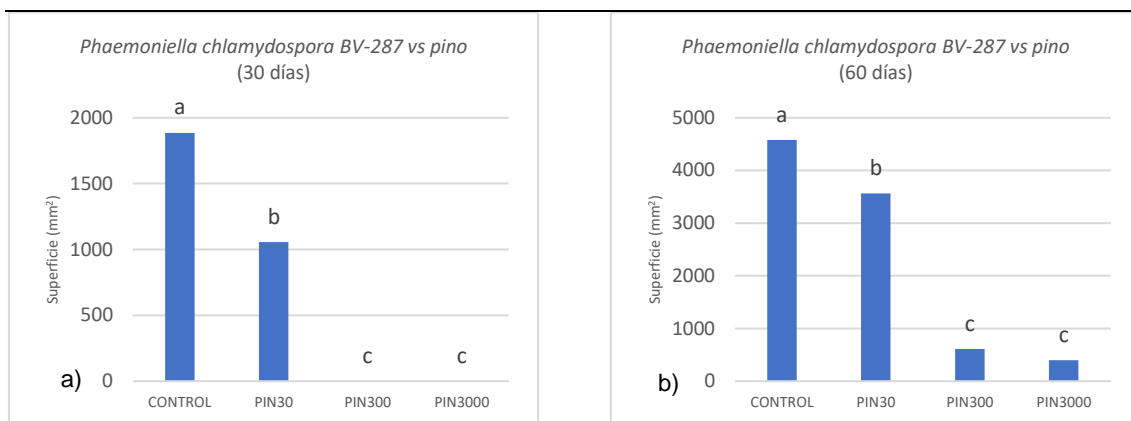 Phaemoniella chlamydospora BV-287 vs pino
(30 días)
2000
1500
1000
500
0
Superficie (mm²)
a
b
c
c
CONTROL
PIN30
PIN300
PIN3000
a)
Phaemoniella chlamydospora BV-287 vs pino
(60 días)
5000
4000
3000
2000
1000
0
Superficie (mm²)
a
b
c
c
CONTROL
PIN30
PIN300
PIN3000
b)